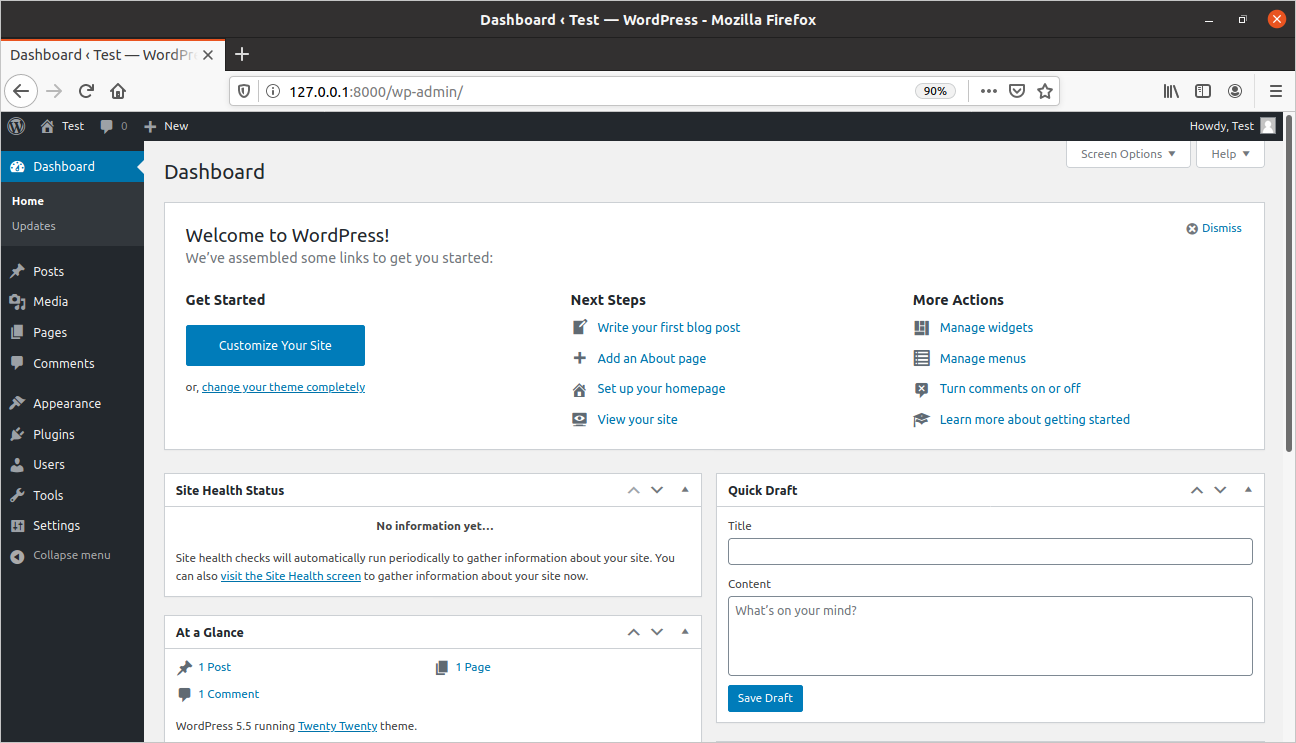 Dashboard ‹ Test — WordPress - Mozilla Firefox
Dashboard ‹ Test — WordPr
127.0.0.1:8000/wp-admin/
90%
Test
0
New
Howdy, Test
Dashboard
Home
Updates
Posts
Media
Pages
Comments
Appearance
Plugins
Users
Tools
Settings
Collapse menu
Screen Options
Help
Dashboard
Welcome to WordPress!
Dismiss
We've assembled some links to get you started:
Get Started
Customize Your Site
or, change your theme completely
Next Steps
Write your first blog post
Add an About page
Set up your homepage
View your site
More Actions
Manage widgets
Manage menus
Turn comments on or off
Learn more about getting started
Site Health Status
No information yet…
Site health checks will automatically run periodically to gather information about your site. You
can also visit the Site Health screen to gather information about your site now.
At a Glance
1 Post
1 Page
1 Comment
WordPress 5.5 running Twenty Twenty theme.
Quick Draft
Title
Content
What's on your mind?
Save Draft